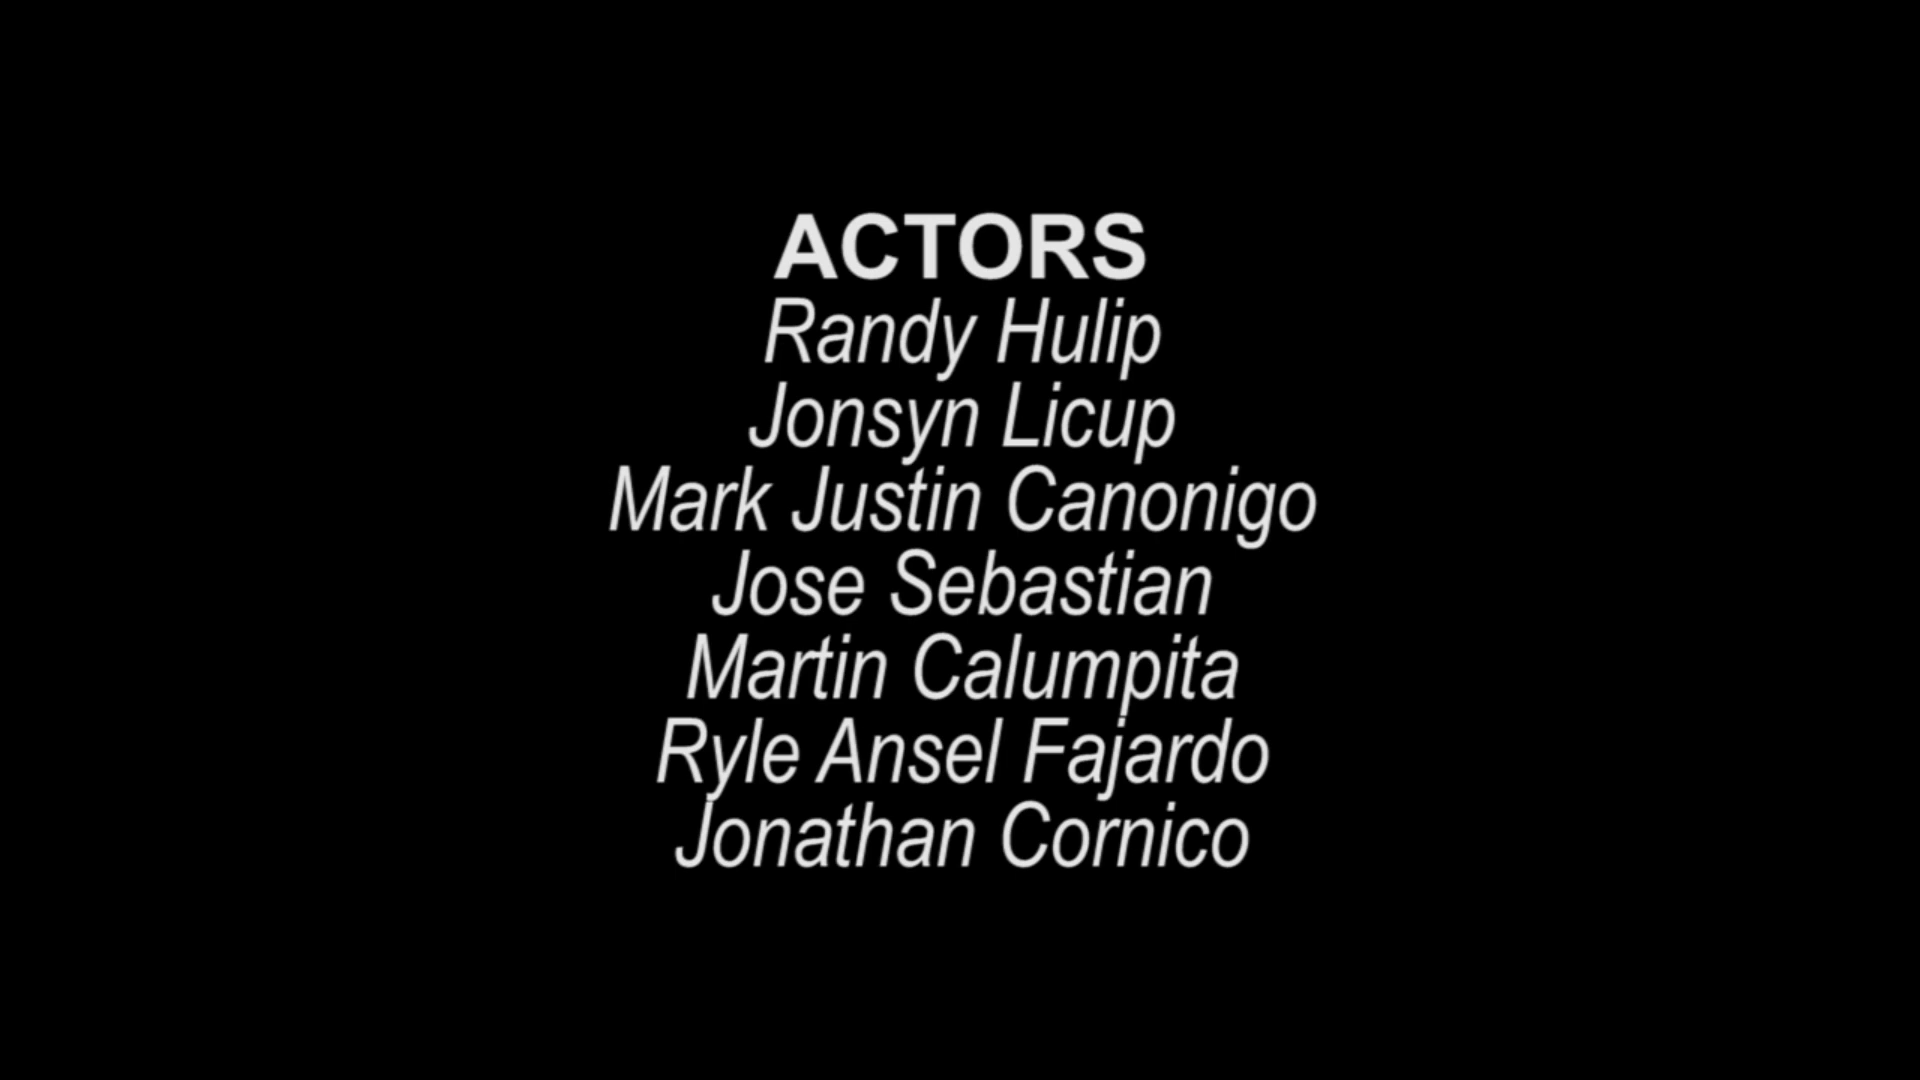 ACTORS
Randy Hulip
Jonsyn Licup
Mark Justin Canonigo
Jose Sebastian
Martin Calumpita
Ryle Ansel Fajardo
Jonathan Cornico